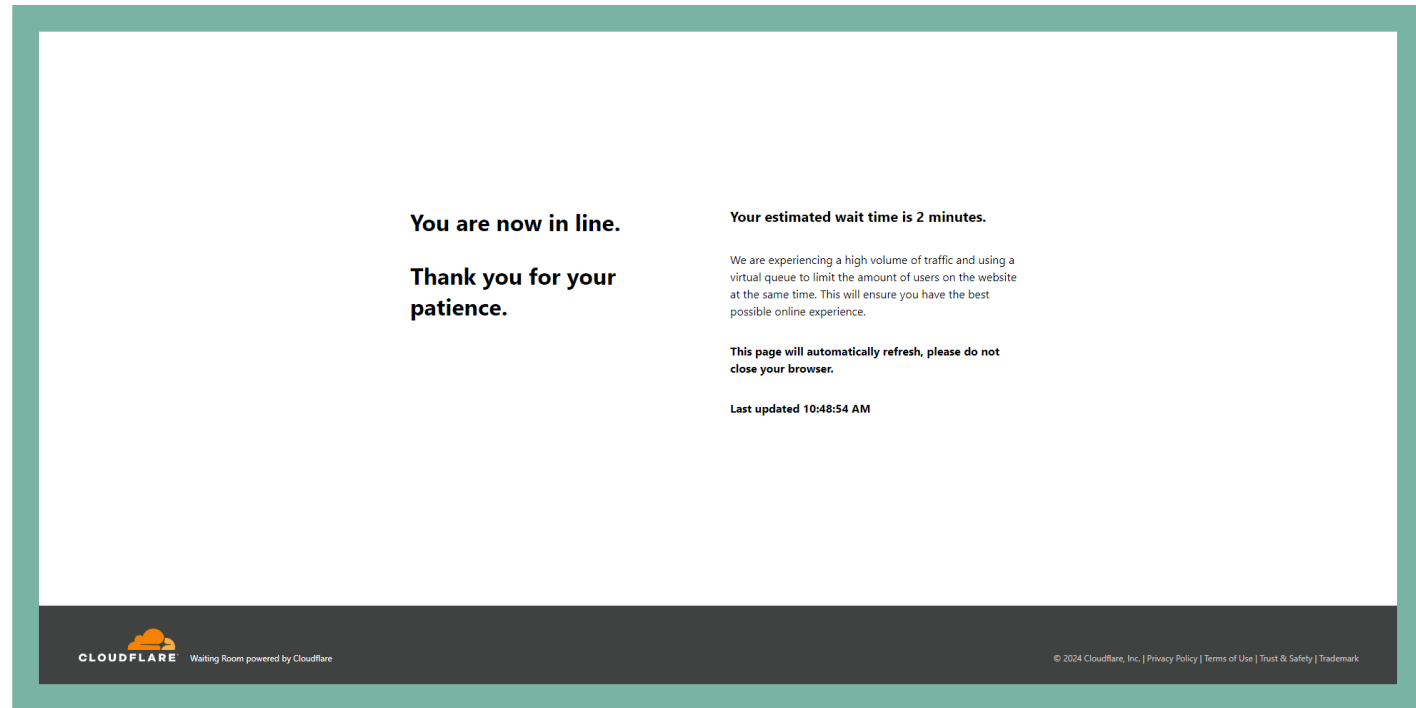 You are now in line.
Thank you for your
patience.
Your estimated wait time is 2 minutes.
We are experiencing a high volume of traffic and using a
virtual queue to limit the amount of users on the website
at the same time. This will ensure you have the best
possible online experience.
This page will automatically refresh, please do not
close your browser.
Last updated 10:48:54 AM
CLOUDFLARE
Waiting Room powered by Cloudflare
© 2024 Cloudflare, Inc. | Privacy Policy | Terms of Use | Trust & Safety | Trademark